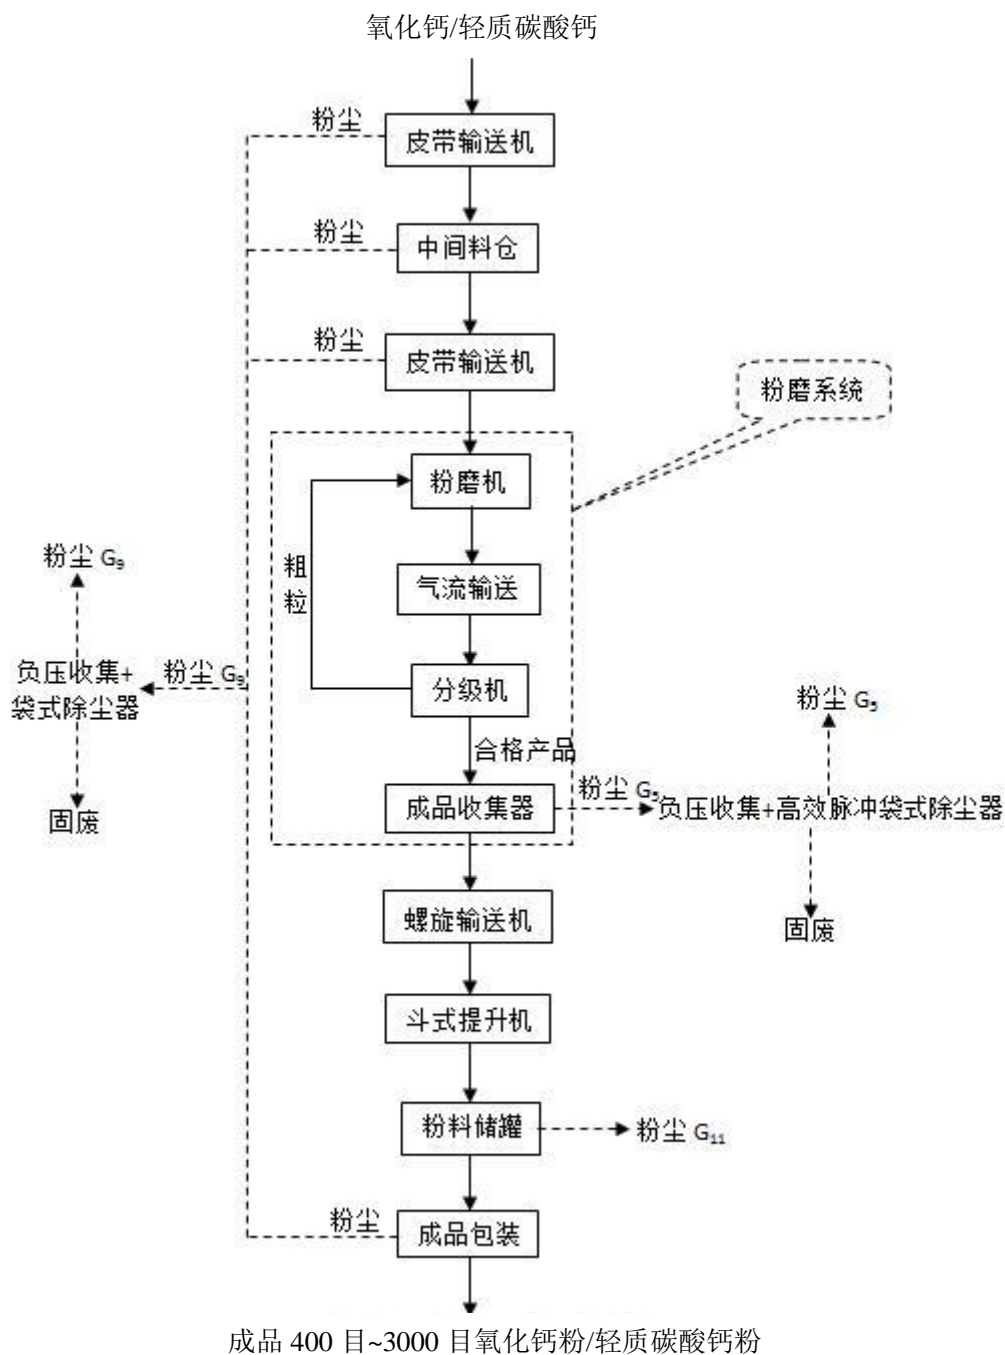 氧化钙/轻质碳酸钙
粉尘
皮带输送机
粉尘
中间料仓
粉尘
皮带输送机
粉磨系统
粉磨机
粗
粒
气流输送
粉尘 G₉
负压收集+
袋式除尘器
粉尘 G₉
分级机
合格产品
粉尘 G₅
粉尘 G₅
成品收集器
负压收集+高效脉冲袋式除尘器
固废
固废
螺旋输送机
斗式提升机
粉料储罐
粉尘 G₁₁
粉尘
成品包装
成品 400 目~3000 目氧化钙粉/轻质碳酸钙粉